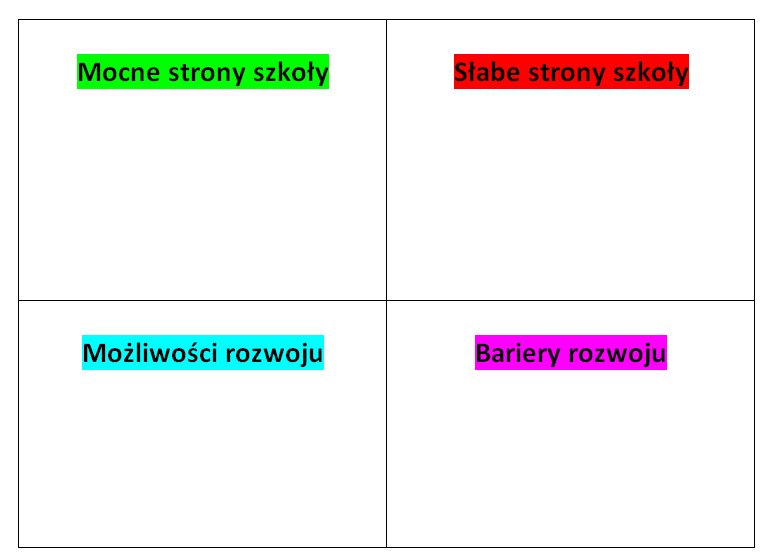 Mocne strony szkoły
Słabe strony szkoły
Możliwości rozwoju
Bariery rozwoju